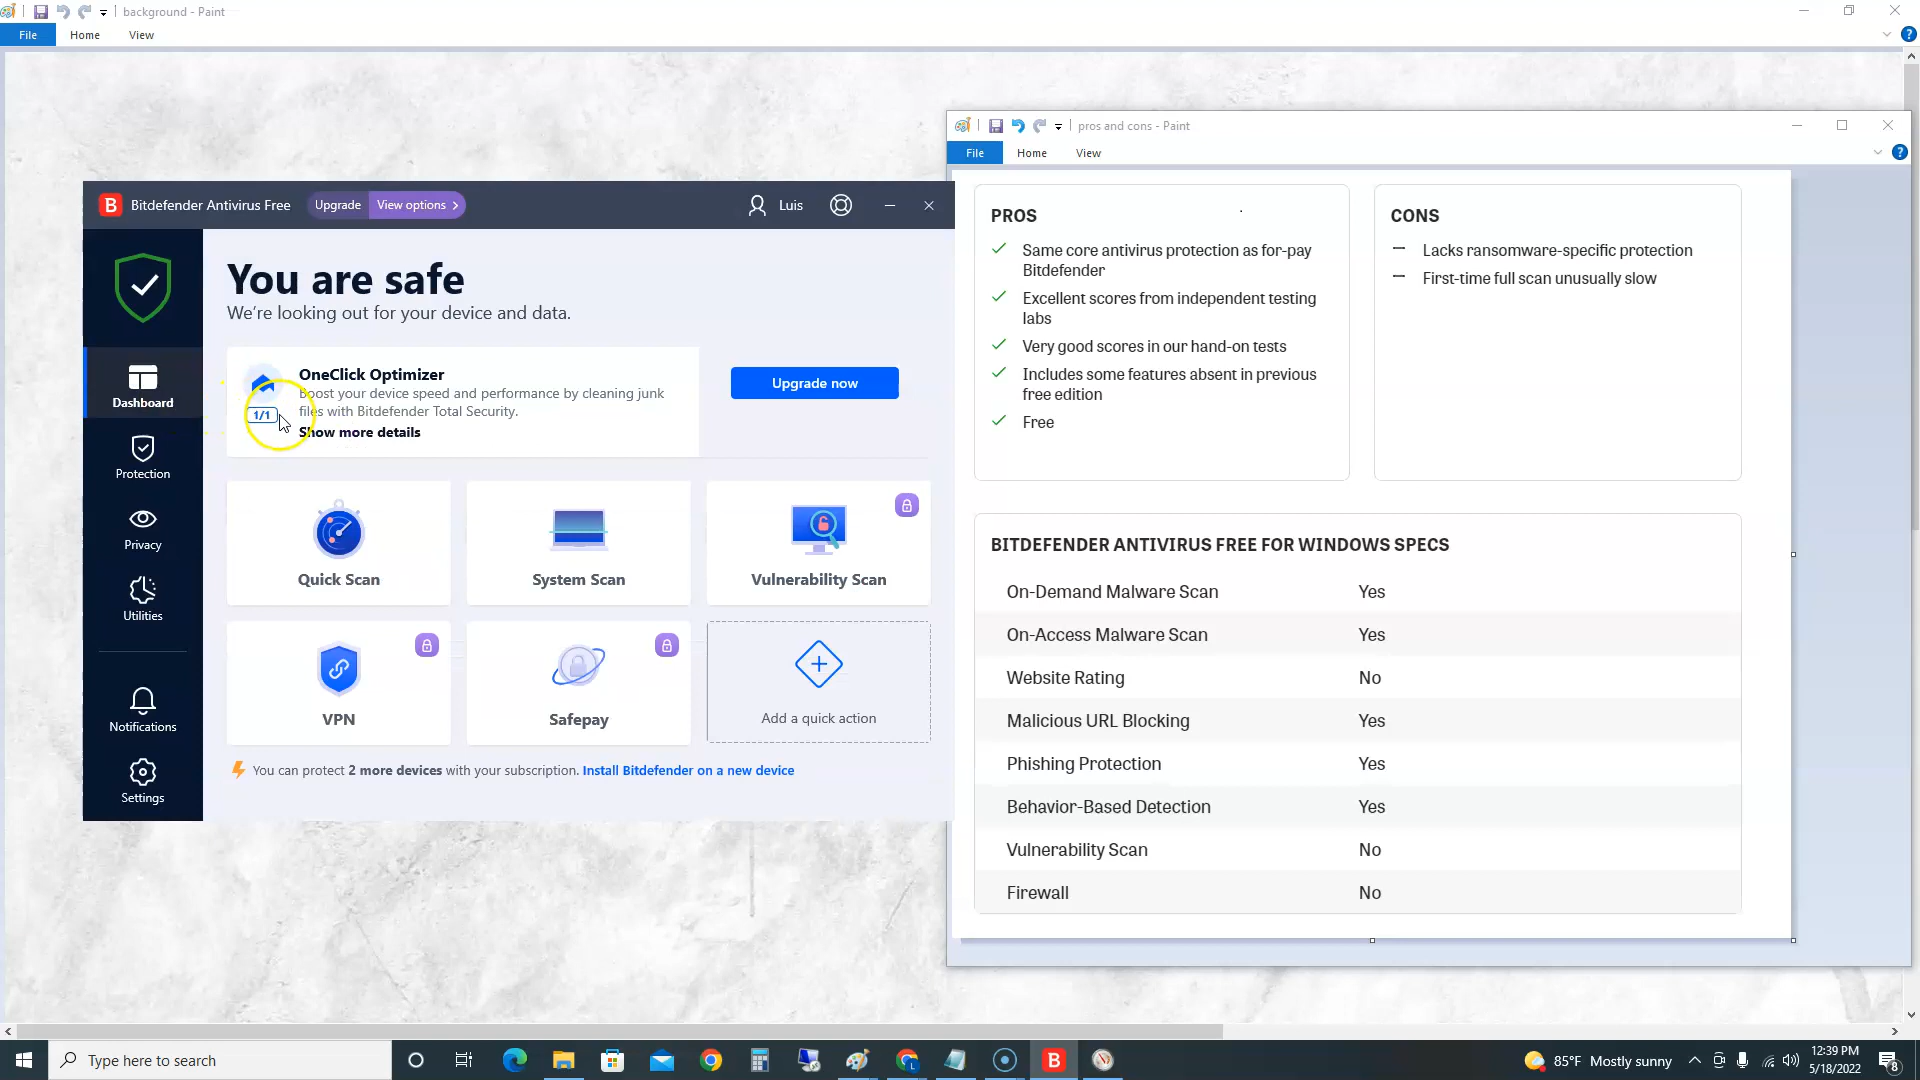 background - Paint
File
Home
View
?
pros and cons - Paint
File
Home
View
?
B
Bitdefender Antivirus Free
Upgrade
View options
Luis
You are safe
We're looking out for your device and data.
Dashboard
Protection
Privacy
Utilities
Notifications
Settings
OneClick Optimizer
Boost your device speed and performance by cleaning junk
files with Bitdefender Total Security.
1/1
Show more details
Upgrade now
Quick Scan
System Scan
Vulnerability Scan
VPN
Safepay
Add a quick action
You can protect 2 more devices with your subscription. Install Bitdefender on a new device
PROS
Same core antivirus protection as for-pay
Bitdefender
Excellent scores from independent testing
labs
Very good scores in our hand-on tests
Includes some features absent in previous
free edition
Free
CONS
Lacks ransomware-specific protection
First-time full scan unusually slow
BITDEFENDER ANTIVIRUS FREE FOR WINDOWS SPECS
On-Demand Malware Scan Yes
On-Access Malware Scan Yes
Website Rating No
Malicious URL Blocking Yes
Phishing Protection Yes
Behavior-Based Detection Yes
Vulnerability Scan No
Firewall No
Type here to search
L
B
85°F Mostly sunny
12:39 PM
5/18/2022
8